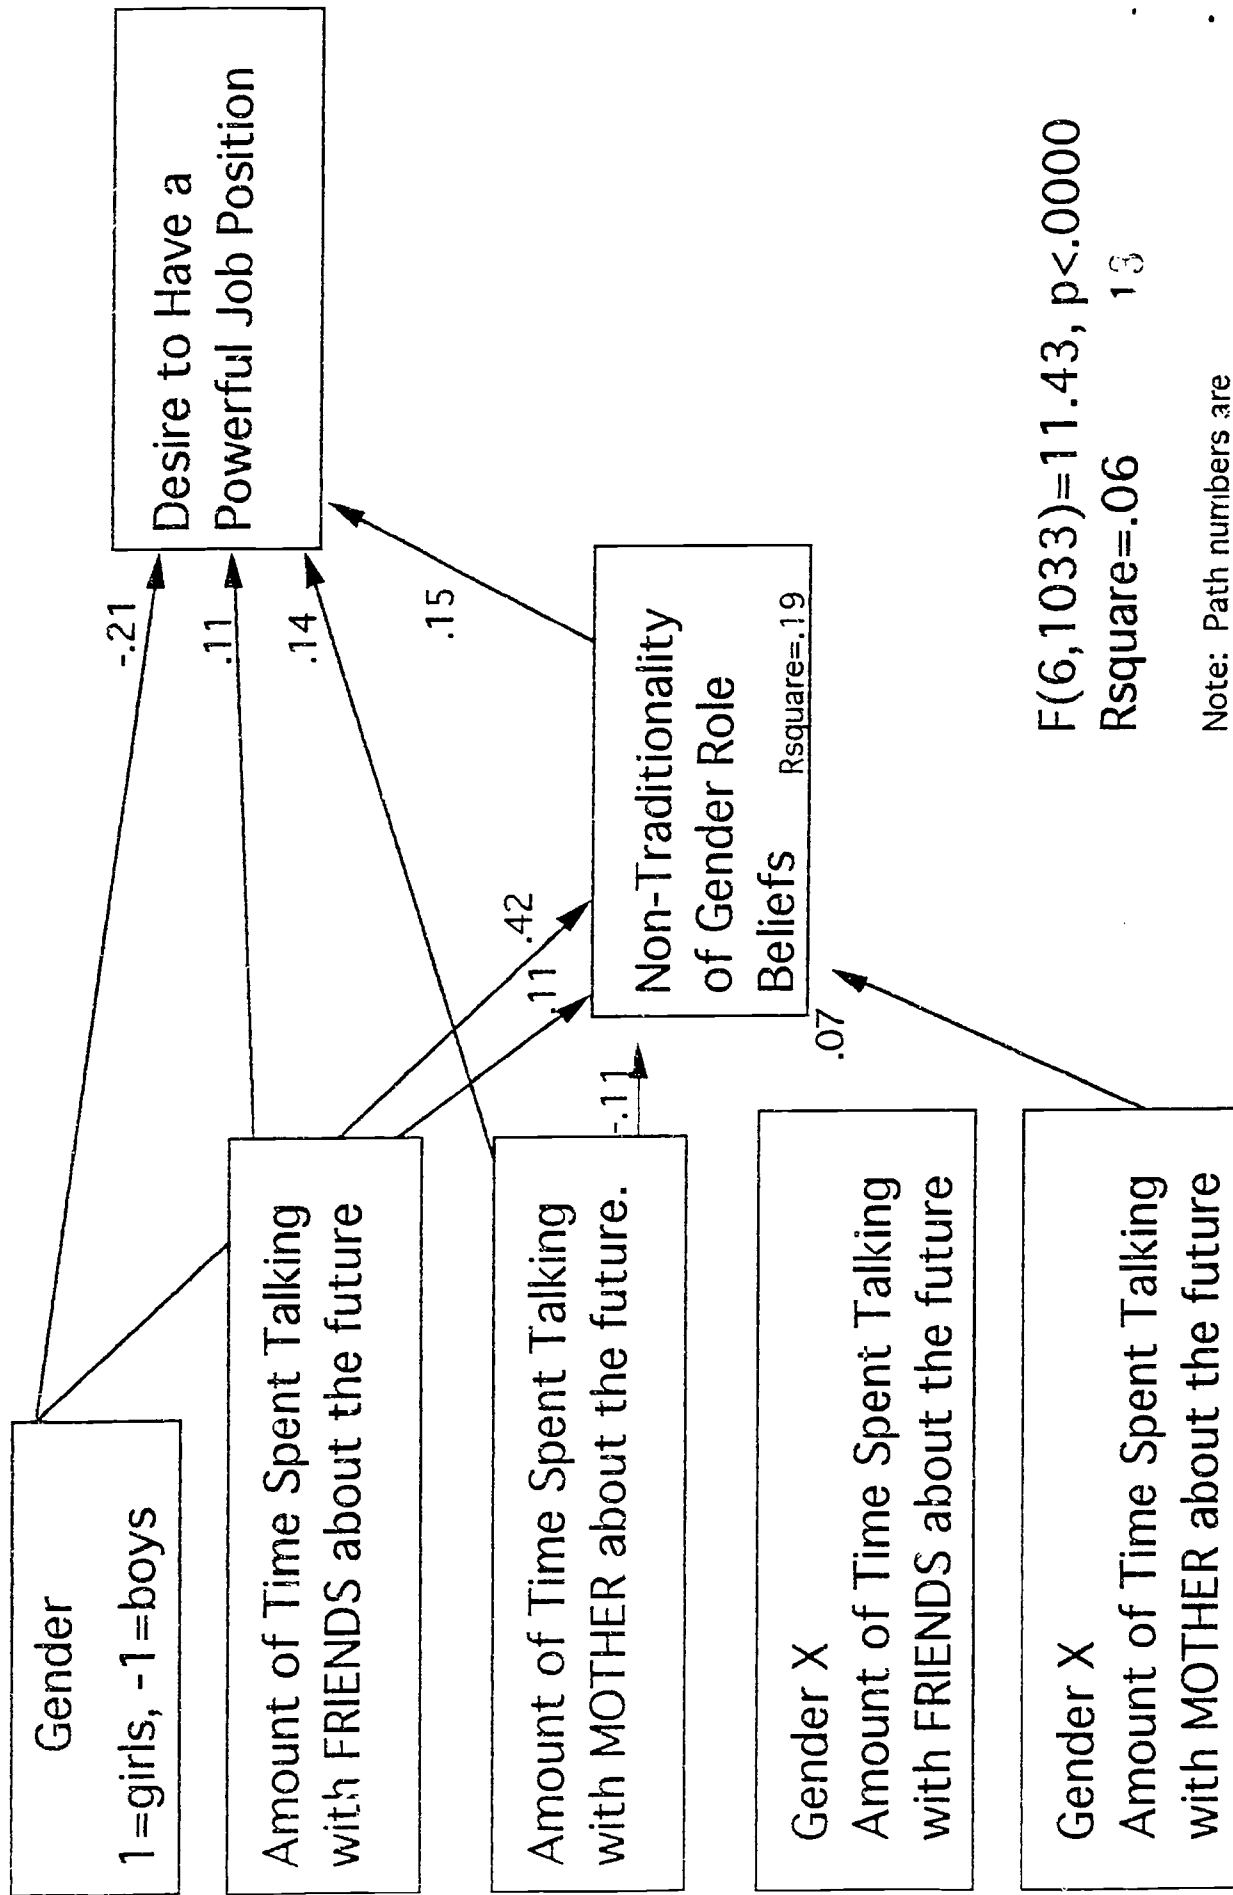 Gender
1=girls, -1=boys
Amount of Time Spent Talking
with FRIENDS about the future
Amount of Time Spent Talking
with MOTHER about the future.
Gender X
Amount of Time Spent Talking
with FRIENDS about the future
Gender X
Amount of Time Spent Talking
with MOTHER about the future
-.21
.11
.14
.15
.42
.11
-.11
.07
Desire to Have a
Powerful Job Position
Non-Traditionality
of Gender Role
Beliefs
Rsquare=.19
F(6,1033)=11.43, p<.0000
Rsquare=.06
13
Note: Path numbers are